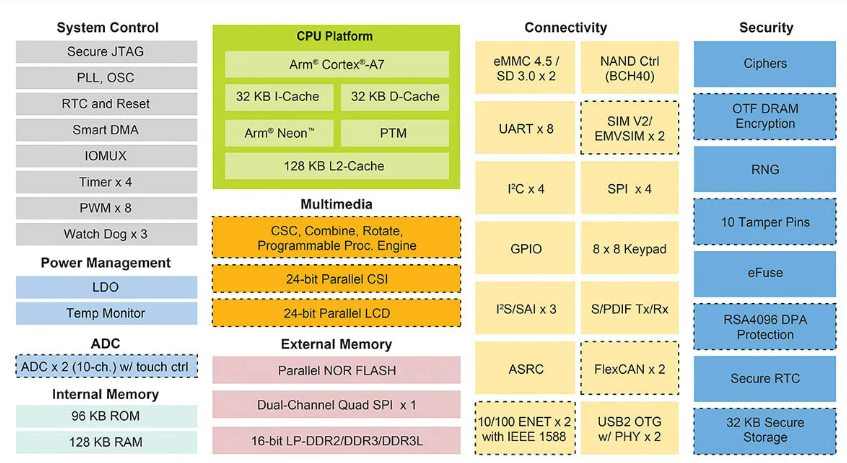 System Control
Secure JTAG
PLL, OSC
RTC and Reset
Smart DMA
IOMUX
Timer x 4
PWM x 8
Watch Dog x 3
Power Management
LDO
Temp Monitor
ADC
ADC x 2 (10-ch.) w/ touch ctrl
Internal Memory
96 KB ROM
128 KB RAM
CPU Platform
Arm® Cortex®-A7
32 KB I-Cache
32 KB D-Cache
Arm® Neon™
PTM
128 KB L2-Cache
Multimedia
CSC, Combine, Rotate,
Programmable Proc. Engine
24-bit Parallel CSI
24-bit Parallel LCD
External Memory
Parallel NOR FLASH
Dual-Channel Quad SPI x 1
16-bit LP-DDR2/DDR3/DDR3L
Connectivity
eMMC 4.5 /
SD 3.0 x 2
NAND Ctrl
(BCH40)
UART x 8
SIM V2/
EMVSIM x 2
I²C x 4
SPI x 4
GPIO
8 x 8 Keypad
I²S/SAI x 3
S/PDIF Tx/Rx
ASRC
FlexCAN x 2
10/100 ENET x 2
with IEEE 1588
USB2 OTG
w/ PHY x 2
Security
Ciphers
OTF DRAM
Encryption
RNG
10 Tamper Pins
eFuse
RSA4096 DPA
Protection
Secure RTC
32 KB Secure
Storage